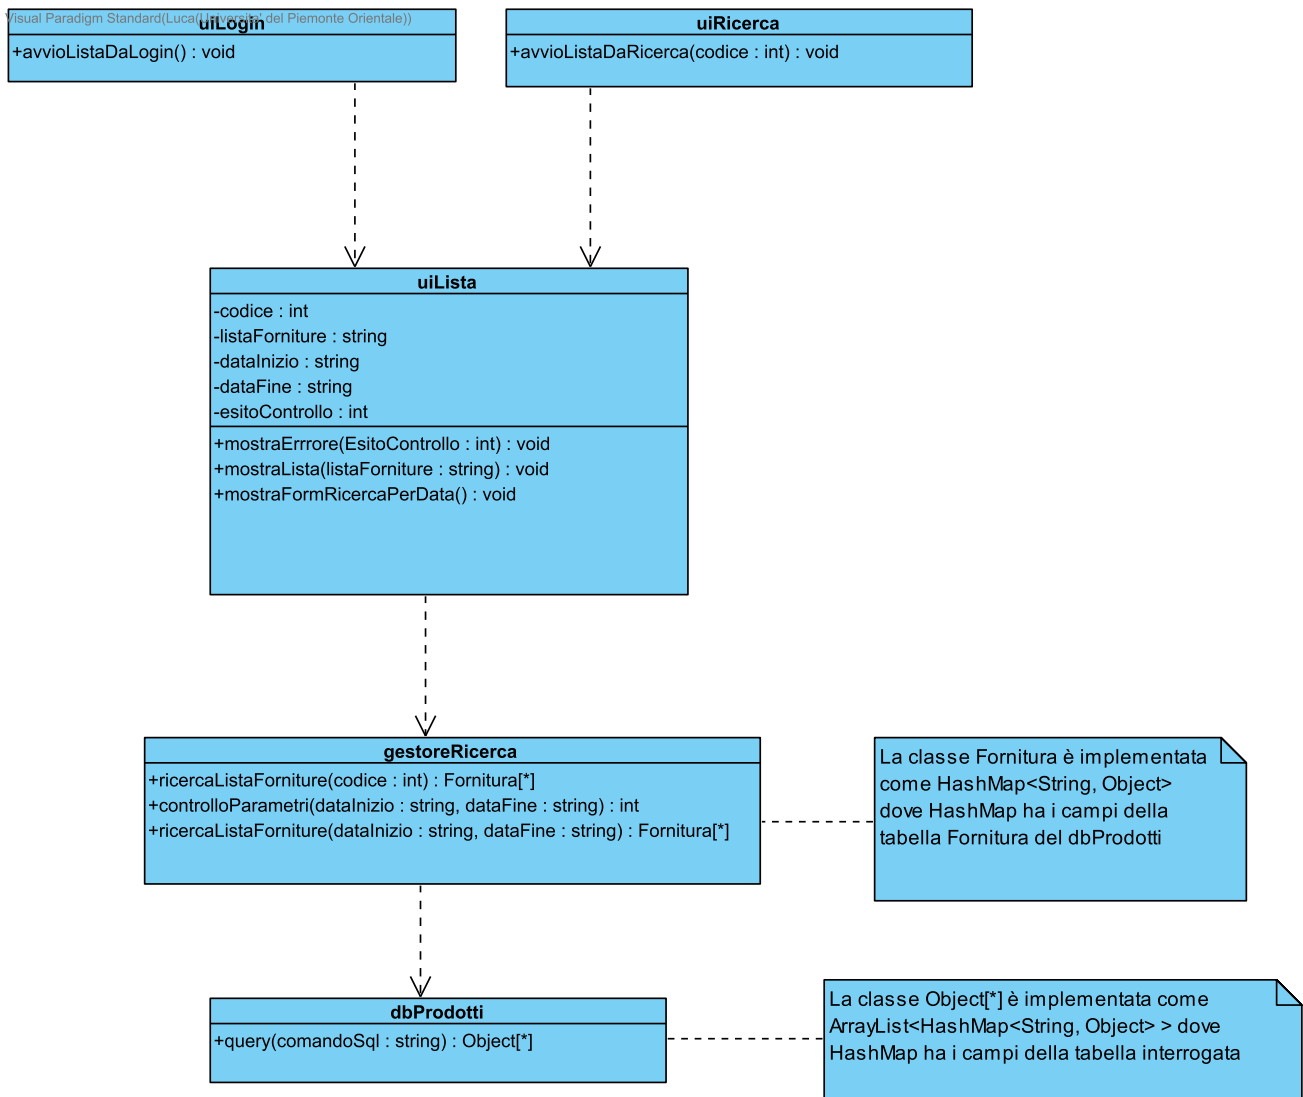 Visual Paradigm Standard(Luca(Universita' del Piemonte Orientale))
uiLogin
+avvioListaDaLogin() : void
uiRicerca
+avvioListaDaRicerca(codice : int) : void
uiLista
-codice : int
-listaForniture : string
-dataInizio : string
-dataFine : string
-esitoControllo : int
+mostraErrrore(EsitoControllo : int) : void
+mostraLista(listaForniture : string) : void
+mostraFormRicercaPerData() : void
gestoreRicerca
+ricercaListaForniture(codice : int) : Fornitura[*]
+controlloParametri(dataInizio : string, dataFine : string) : int
+ricercaListaForniture(dataInizio : string, dataFine : string) : Fornitura[*]
La classe Fornitura è implementata
come HashMap<String, Object>
dove HashMap ha i campi della
tabella Fornitura del dbProdotti
dbProdotti
+query(comandoSql : string) : Object[*]
La classe Object[*] è implementata come
ArrayList<HashMap<String, Object> > dove
HashMap ha i campi della tabella interrogata